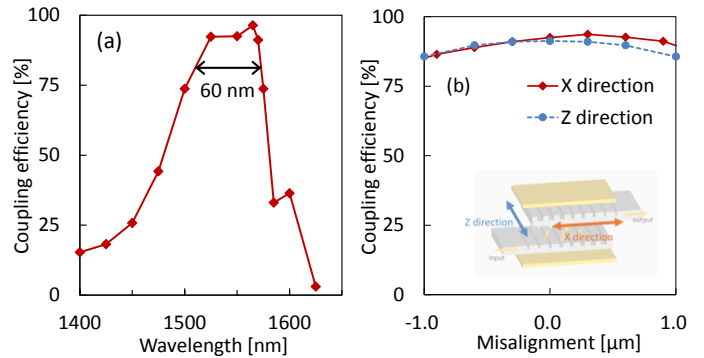 (a)
60 nm
Coupling efficiency [%]
100
75
50
25
0
1400
1500
1600
Wavelength [nm]
(b)
X direction
Z direction
Coupling efficiency [%]
100
75
50
25
0
-1.0
0.0
1.0
Misalignment [µm]
Z direction
X direction
Output
Input